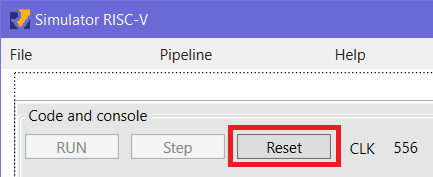 Simulator RISC-V
File Pipeline Help
Code and console
RUN Step Reset CLK 556